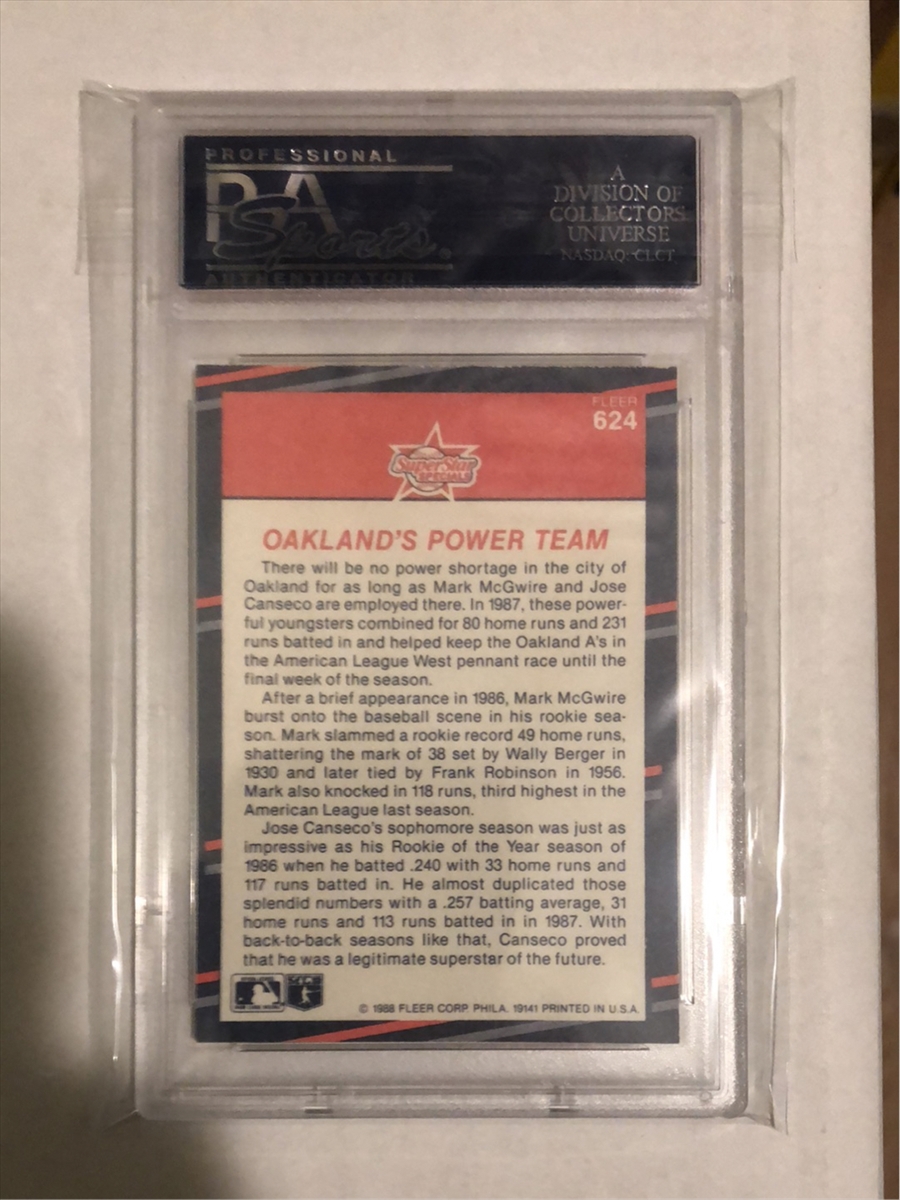 PROFESSIONAL
PSA
Sports
AUTHENTICATOR
A
DIVISION OF
COLLECTORS
UNIVERSE
NASDAQ: CLCT
FLEER
624
SuperStar
SPECIALS
OAKLAND'S POWER TEAM
There will be no power shortage in the city of
Oakland for as long as Mark McGwire and Jose
Canseco are employed there. In 1987, these power-
ful youngsters combined for 80 home runs and 231
runs batted in and helped keep the Oakland A's in
the American League West pennant race until the
final week of the season.
After a brief appearance in 1986, Mark McGwire
burst onto the baseball scene in his rookie sea-
son. Mark slammed a rookie record 49 home runs,
shattering the mark of 38 set by Wally Berger in
1930 and later tied by Frank Robinson in 1956.
Mark also knocked in 118 runs, third highest in the
American League last season.
Jose Canseco's sophomore season was just as
impressive as his Rookie of the Year season of
1986 when he batted .240 with 33 home runs and
117 runs batted in. He almost duplicated those
splendid numbers with a .257 batting average, 31
home runs and 113 runs batted in in 1987. With
back-to-back seasons like that, Canseco proved
that he was a legitimate superstar of the future.
© 1988 FLEER CORP. PHILA. 19141 PRINTED IN U.S.A.